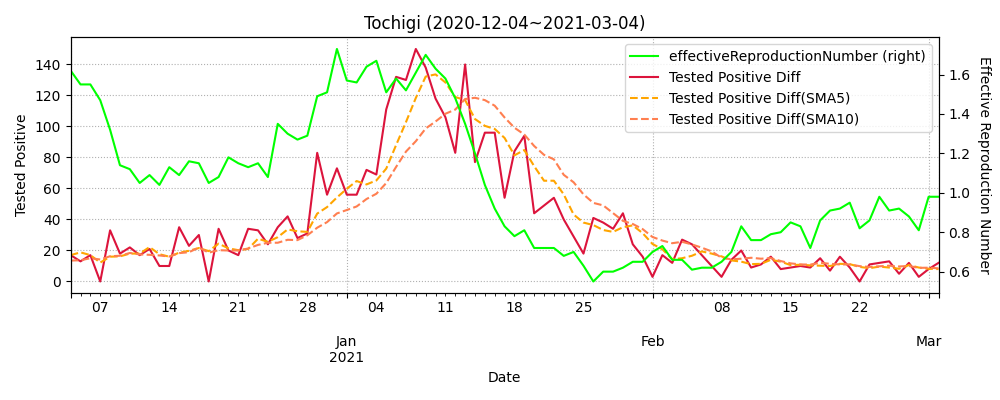 Tochigi (2020-12-04~2021-03-04)
effectiveReproductionNumber (right)
Tested Positive Diff
Tested Positive Diff(SMA5)
Tested Positive Diff(SMA10)
Tested Positive
140
120
100
80
60
40
20
0
1.6
1.4
1.2
1.0
0.8
0.6
Effective Reproduction Number
07 14 21 28 04 11 18 25 08 15 22
Jan Feb Mar
2021
Date